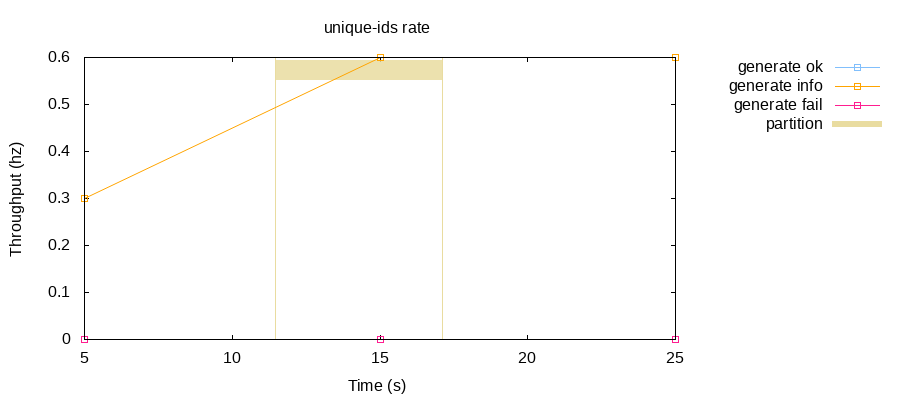 unique-ids rate
Throughput (hz)
0.6
0.5
0.4
0.3
0.2
0.1
0
5 10 15 20 25
Time (s)
generate ok
generate info
generate fail
partition